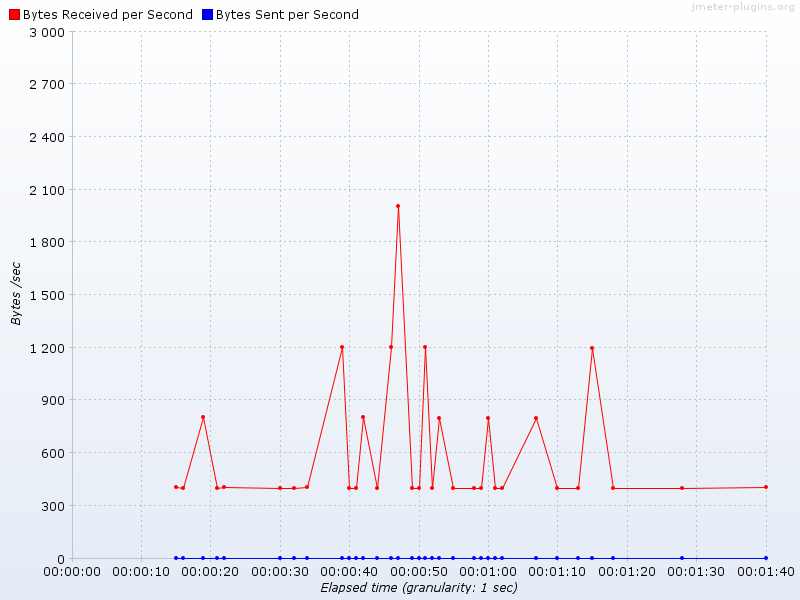 jmeter-plugins.org
Bytes Received per Second Bytes Sent per Second
3 000
2 700
2 400
2 100
1 800
1 500
1 200
900
600
300
0
Bytes /sec
00:00:00 00:00:10 00:00:20 00:00:30 00:00:40 00:00:50 00:01:00 00:01:10 00:01:20 00:01:30 00:01:40
Elapsed time (granularity: 1 sec)